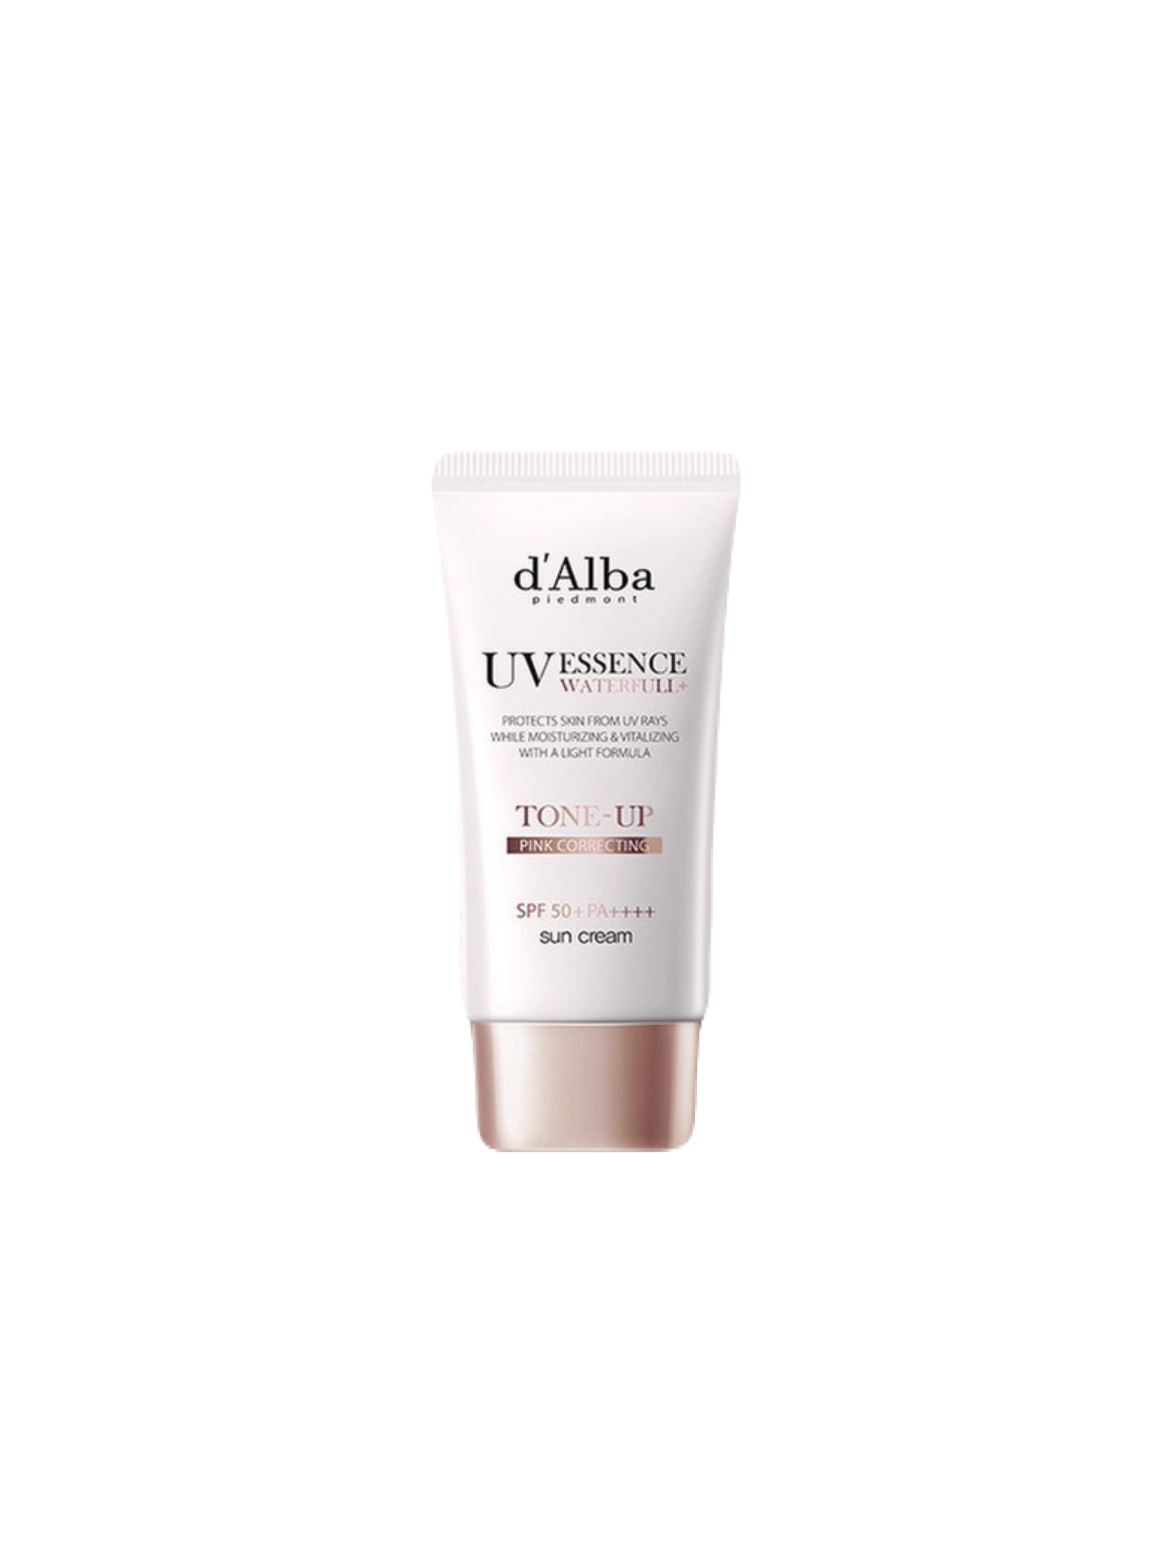 d'Alba
piedmont
UV ESSENCE
WATERFULL+
PROTECTS SKIN FROM UV RAYS
WHILE MOISTURIZING & VITALIZING
WITH A LIGHT FORMULA
TONE-UP
PINK CORRECTING
SPF 50+ PA++++
sun cream